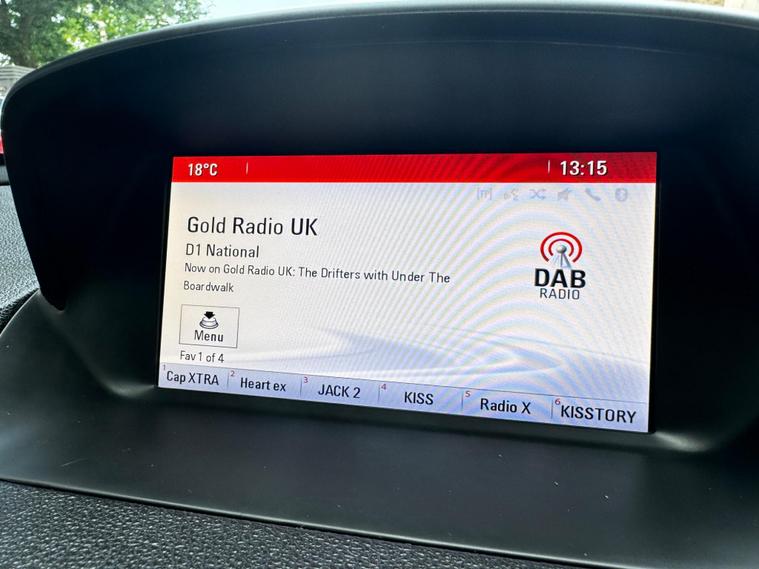 18°C 13:15
Gold Radio UK
D1 National
Now on Gold Radio UK: The Drifters with Under The
Boardwalk
DAB
RADIO
Menu
Fav 1 of 4
1 Cap XTRA 2 Heart ex 3 JACK 2 4 KISS 5 Radio X 6 KISSTORY